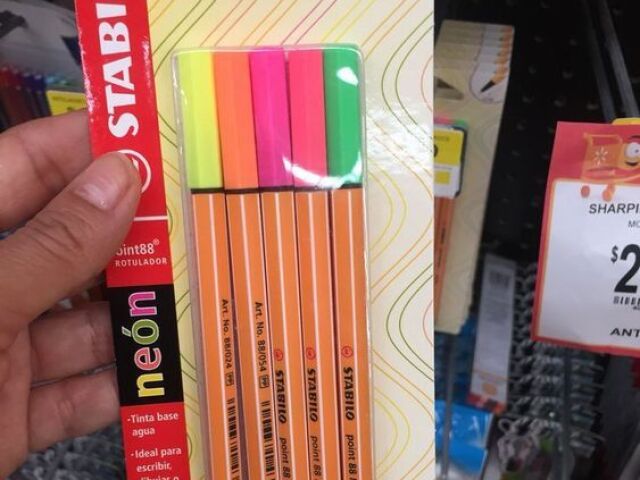 STABI
point88®
ROTULADOR
neón
-Tinta base
agua
-Ideal para
escribir,
Art. No. 88/024
Art. No. 88/054
STABILO point 88
STABILO point 88
STABILO point 88
SHARPI
$2
ANT